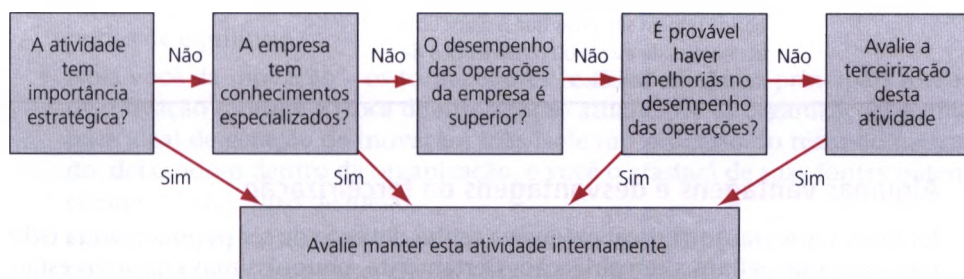 A atividade
tem
importância
estratégica?
Não
A empresa
tem
conhecimentos
especializados?
Não
O desempenho
das operações
da empresa é
superior?
Não
É provável
haver
melhorias no
desempenho
das operações?
Não
Avalie a
terceirização
desta
atividade
Sim
Sim
Sim
Sim
Avalie manter esta atividade internamente